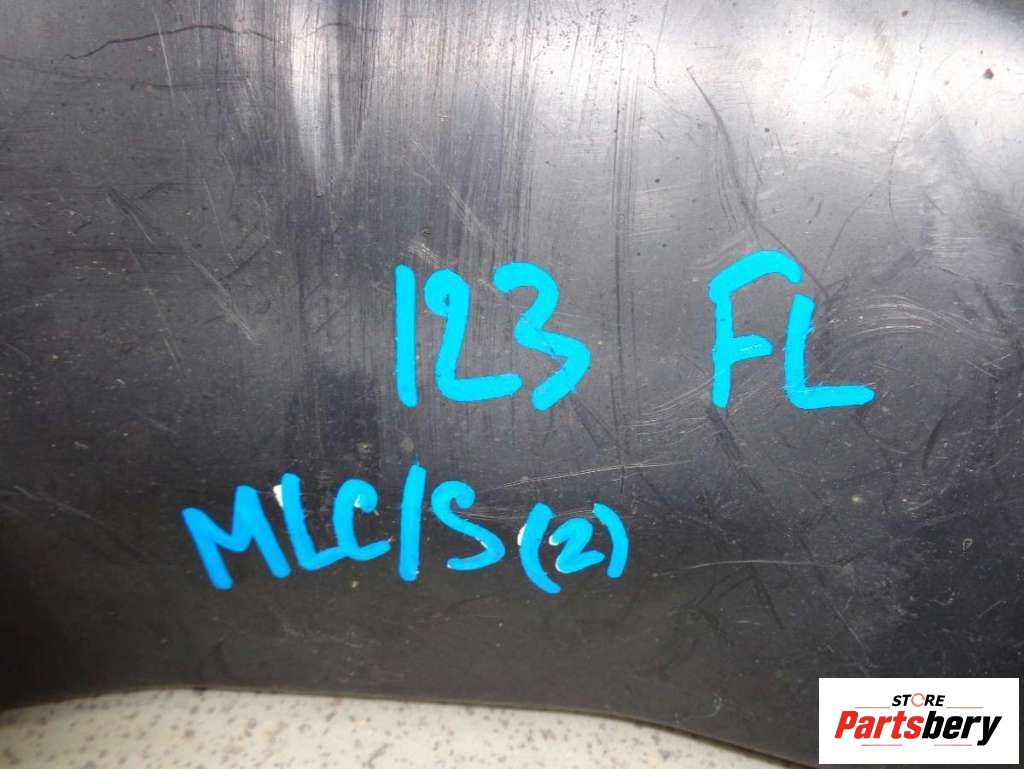 123 FL
MLC/S (2)
STORE
Partsbery